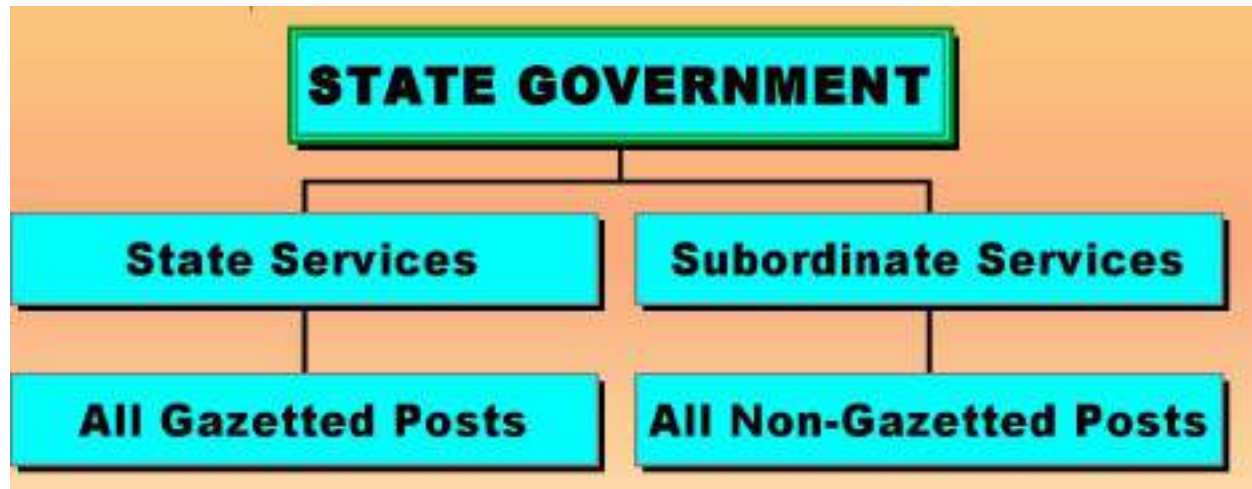 STATE GOVERNMENT
State Services
Subordinate Services
All Gazetted Posts
All Non-Gazetted Posts